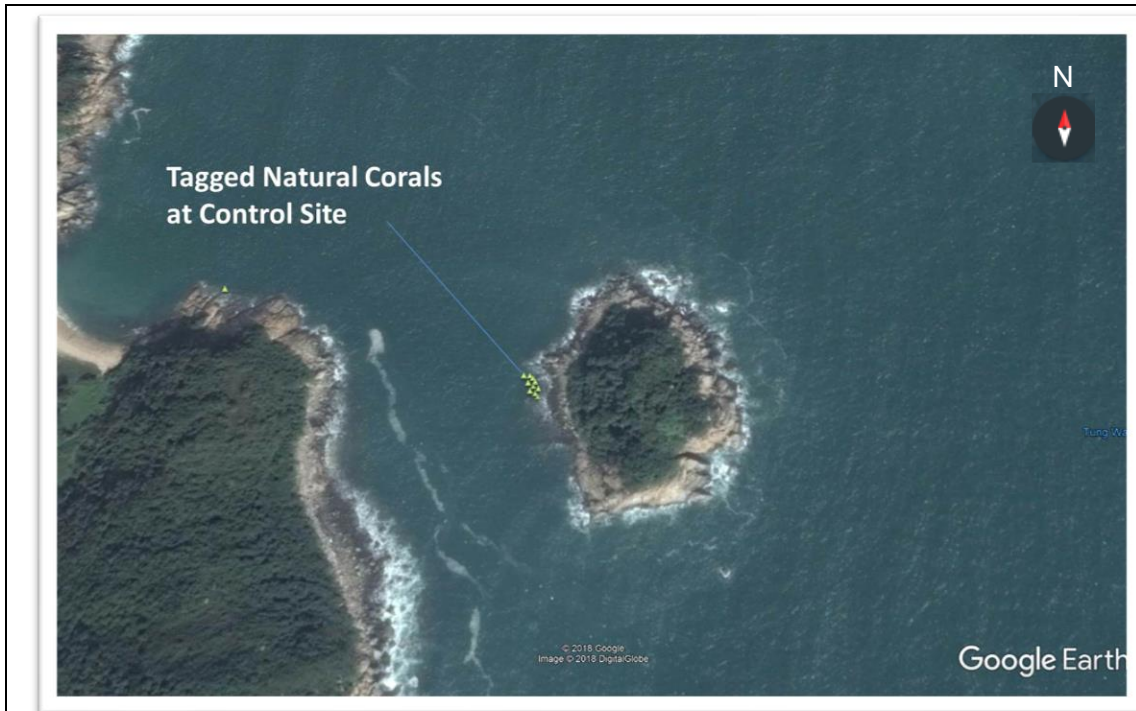 N
Tagged Natural Corals
at Control Site
© 2018 Google
Image © 2018 DigitalGlobe
Google Earth